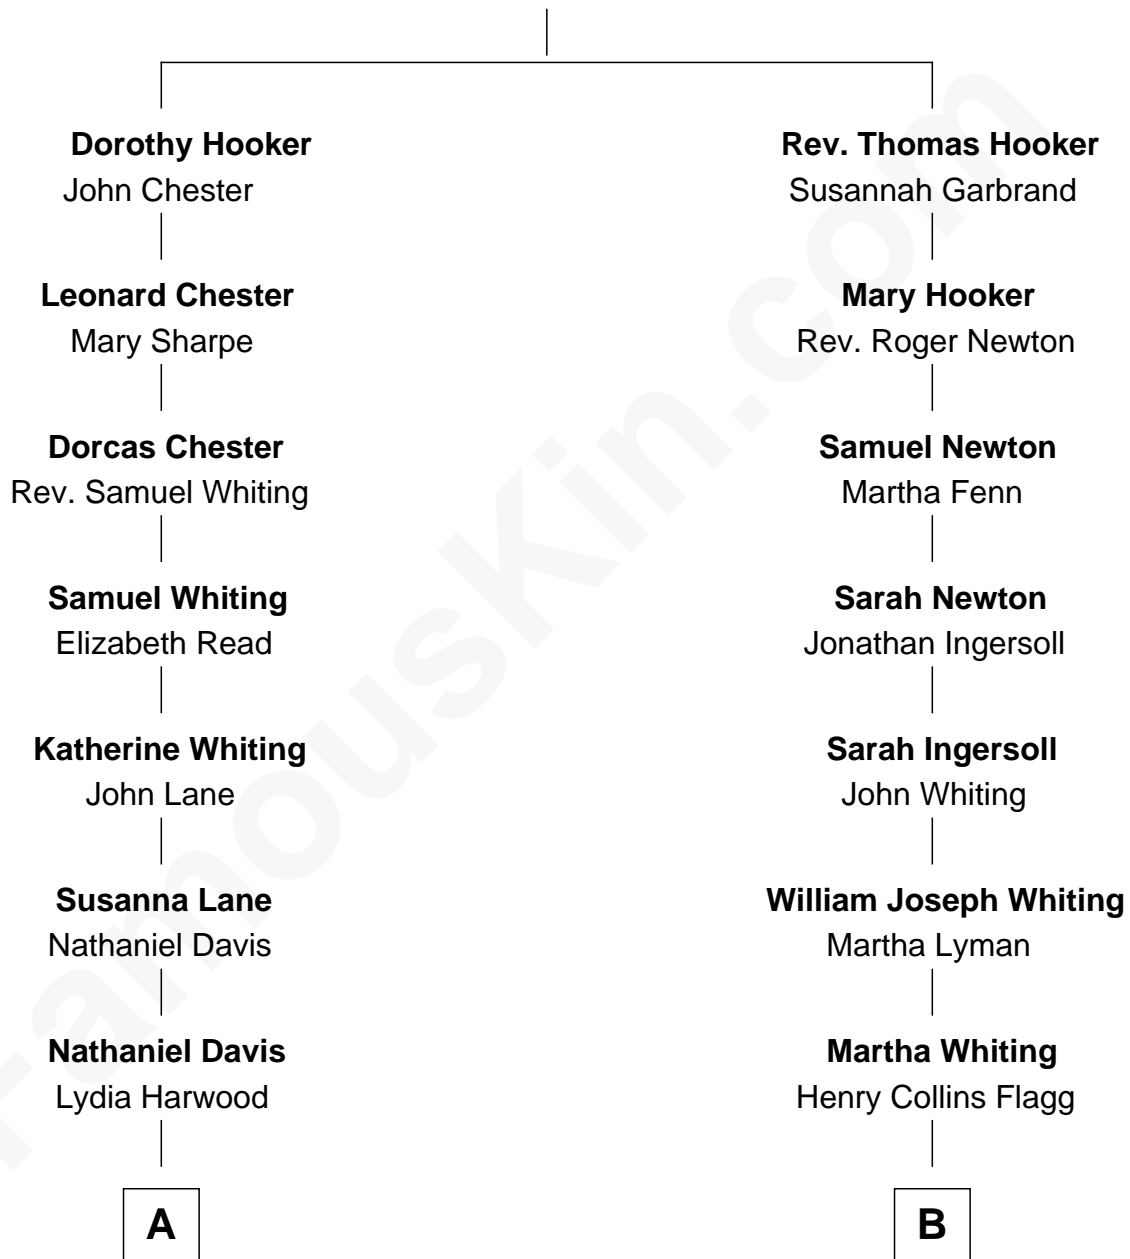 Dorothy Hooker
John Chester
Leonard Chester
Mary Sharpe
Dorcas Chester
Rev. Samuel Whiting
Samuel Whiting
Elizabeth Read
Katherine Whiting
John Lane
Susanna Lane
Nathaniel Davis
Nathaniel Davis
Lydia Harwood
A
Rev. Thomas Hooker
Susannah Garbrand
Mary Hooker
Rev. Roger Newton
Samuel Newton
Martha Fenn
Sarah Newton
Jonathan Ingersoll
Sarah Ingersoll
John Whiting
William Joseph Whiting
Martha Lyman
Martha Whiting
Henry Collins Flagg
B
FamousKin.com